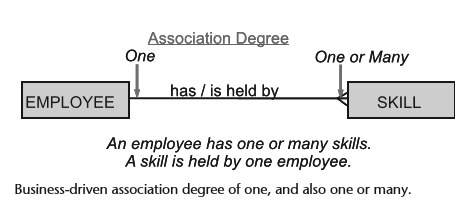 Association Degree
One
One or Many
EMPLOYEE
has / is held by
SKILL
An employee has one or many skills.
A skill is held by one employee.
Business-driven association degree of one, and also one or many.